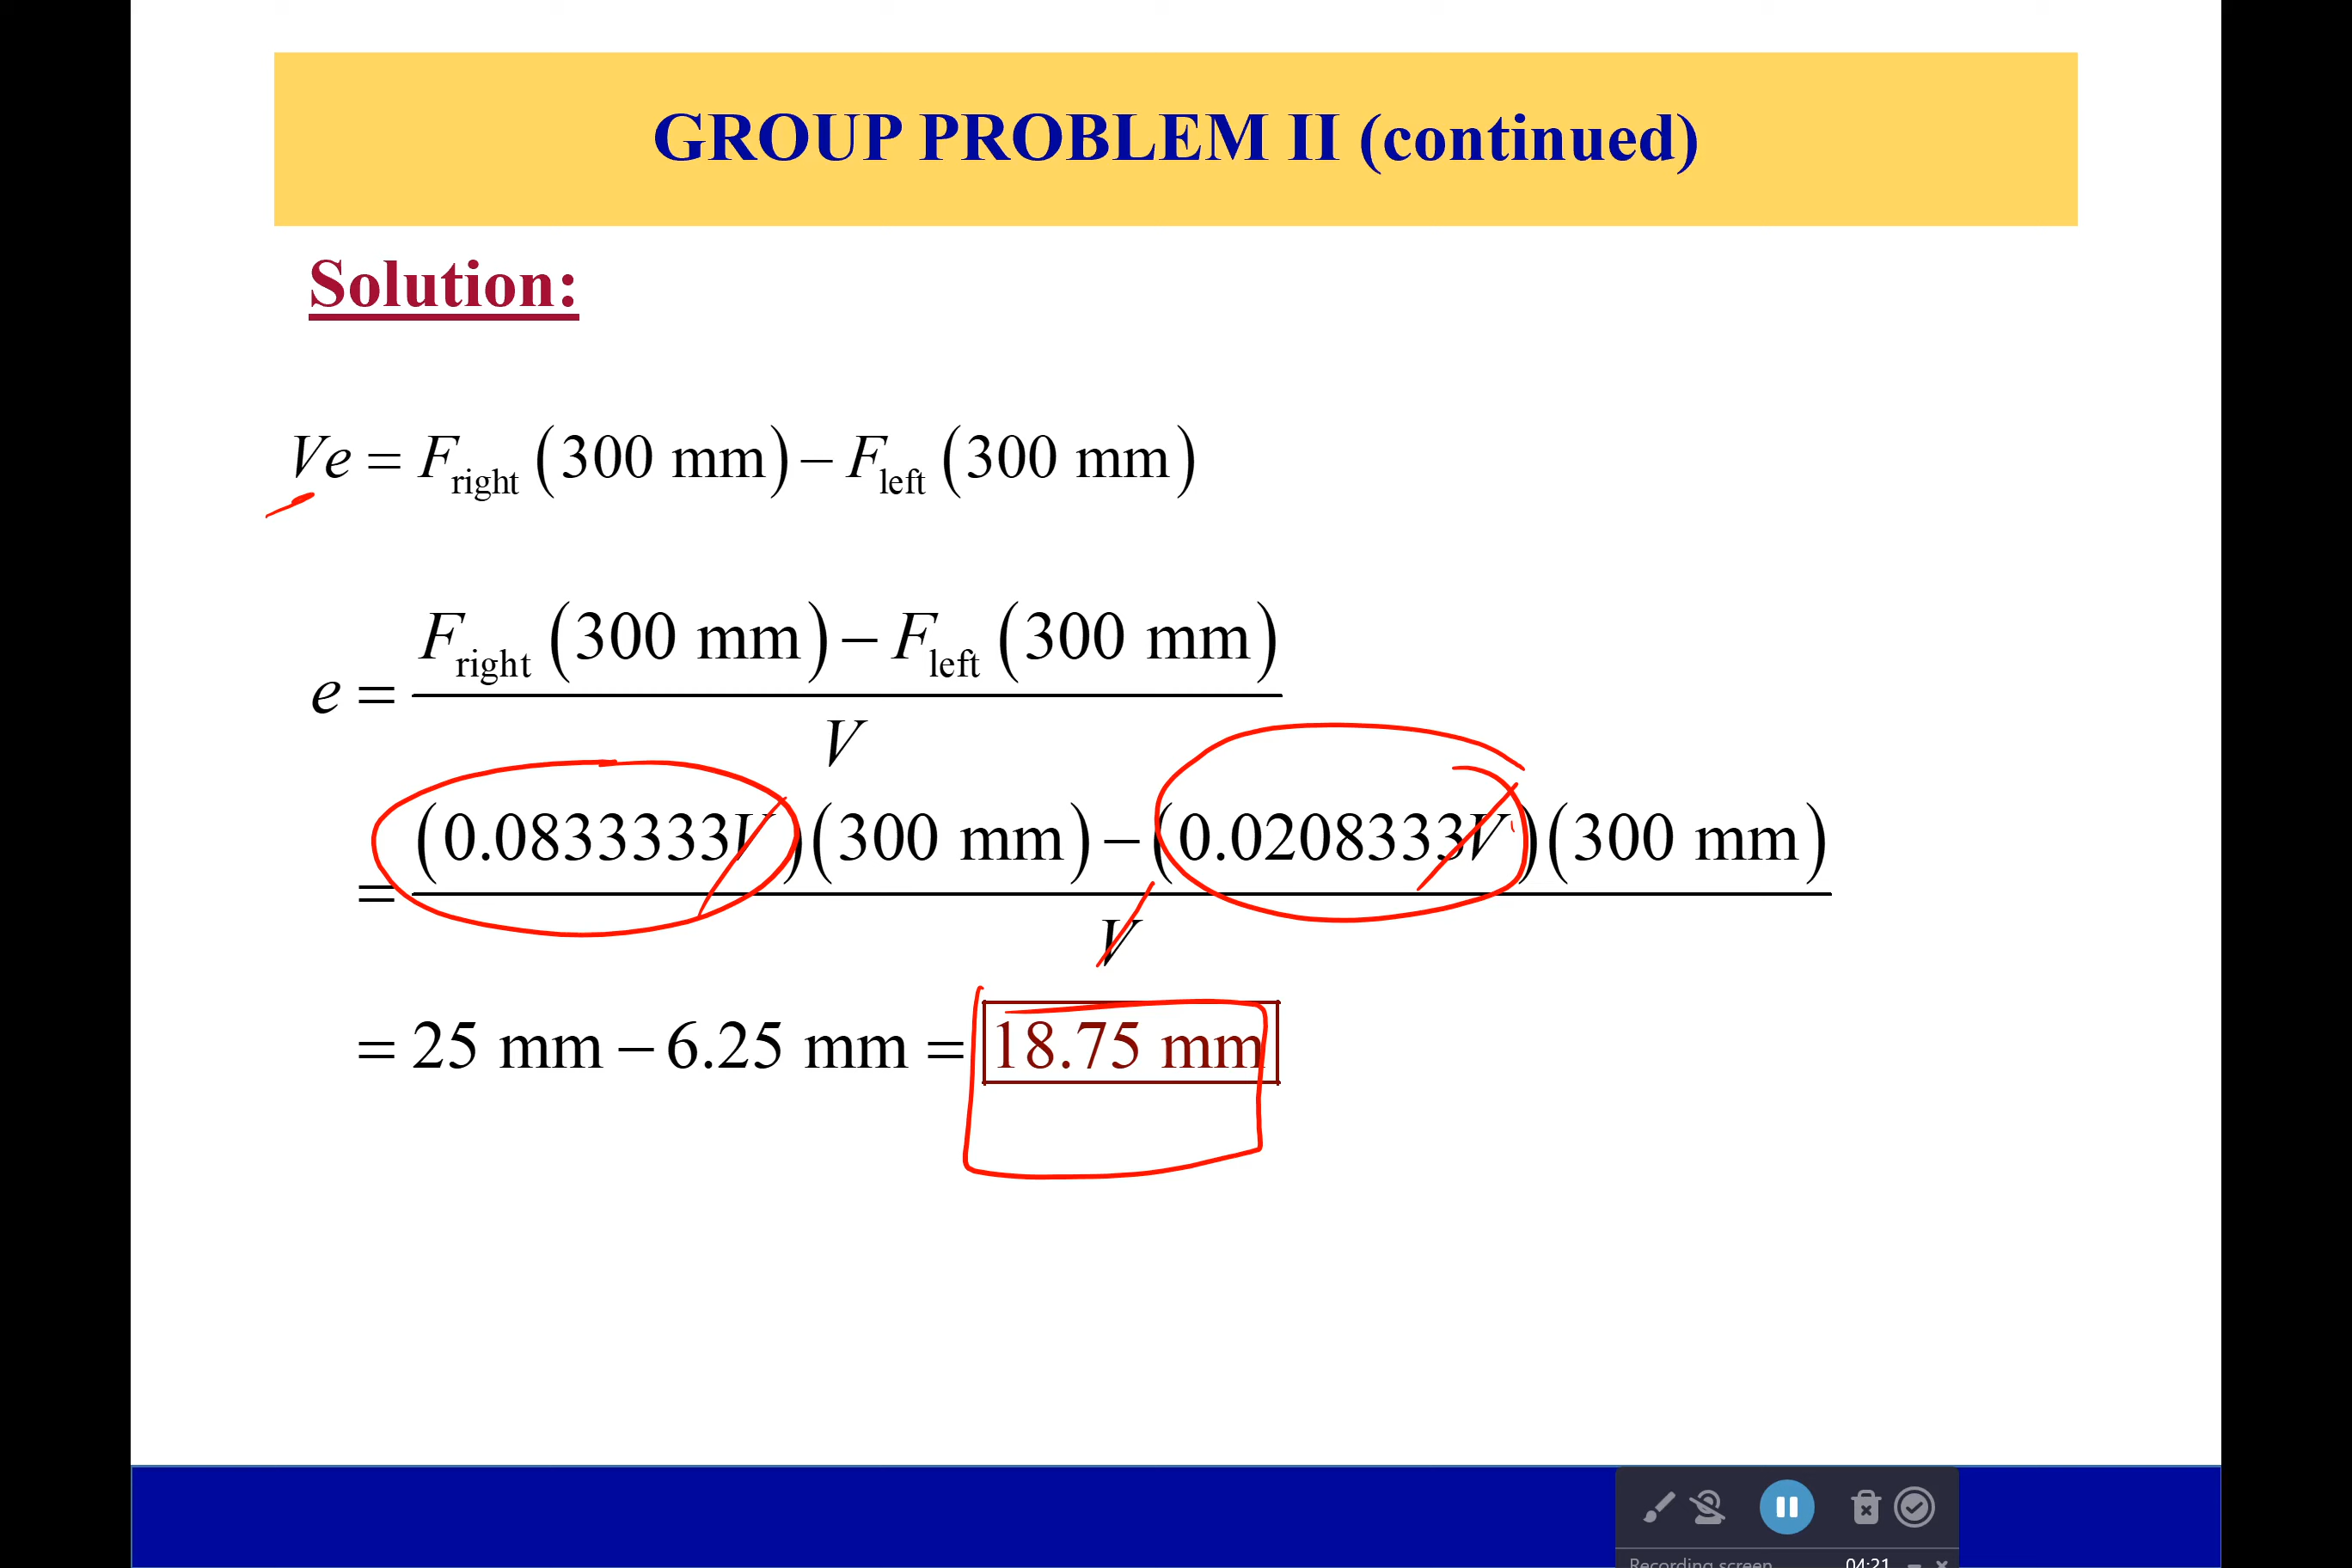 GROUP PROBLEM II (continued)
Solution:
Ve = F_right (300 mm) – F_left (300 mm)
e = \frac{F_right (300 mm) – F_left (300 mm)}{V}
= \frac{(0.0833333V)(300 mm) – (0.0208333V)(300 mm)}{V}
= 25 mm – 6.25 mm = 18.75 mm
Recording screen 04:21